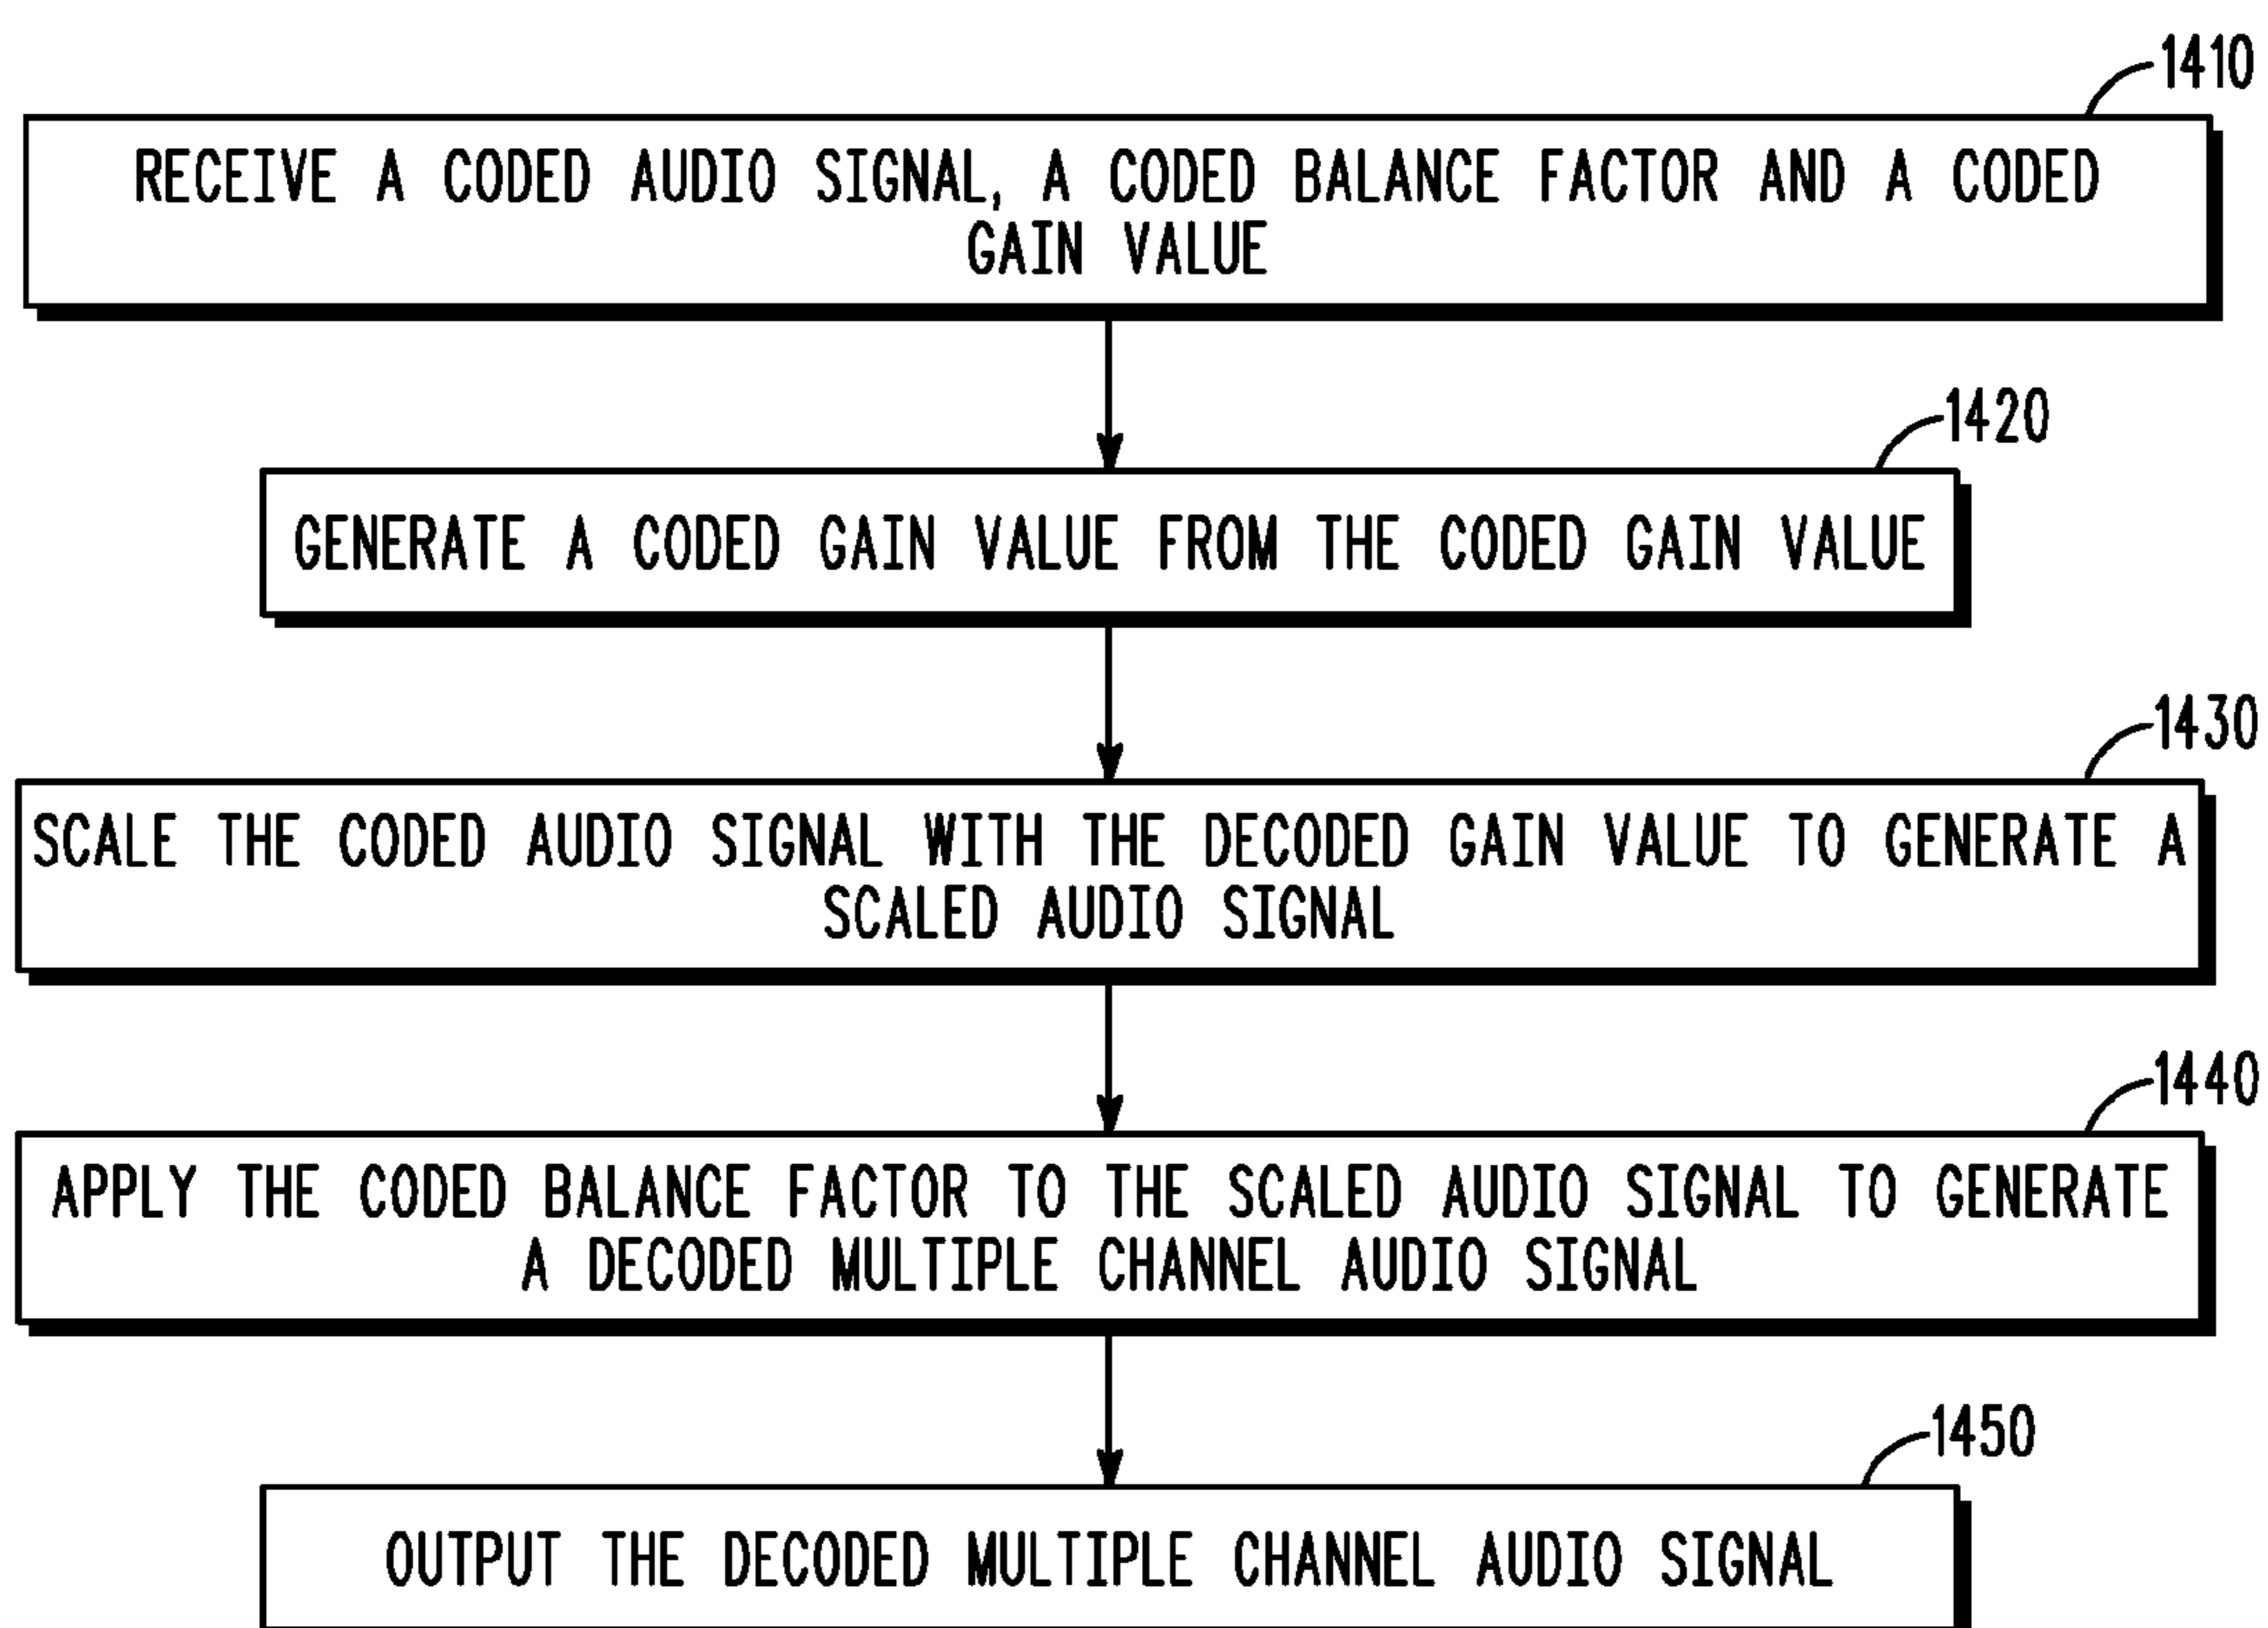 1410
RECEIVE A CODED AUDIO SIGNAL, A CODED BALANCE FACTOR AND A CODED
GAIN VALUE
1420
GENERATE A CODED GAIN VALUE FROM THE CODED GAIN VALUE
1430
SCALE THE CODED AUDIO SIGNAL WITH THE DECODED GAIN VALUE TO GENERATE A
SCALED AUDIO SIGNAL
1440
APPLY THE CODED BALANCE FACTOR TO THE SCALED AUDIO SIGNAL TO GENERATE
A DECODED MULTIPLE CHANNEL AUDIO SIGNAL
1450
OUTPUT THE DECODED MULTIPLE CHANNEL AUDIO SIGNAL